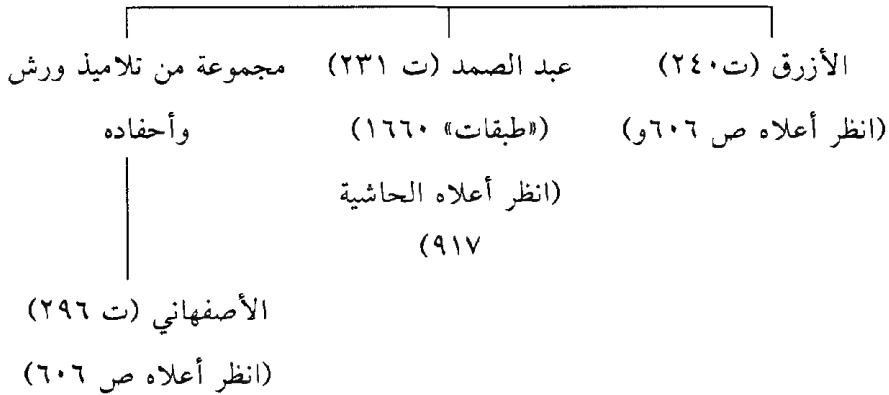 الأزرق (ت٢٤٠)
(انظر أعلاه ص ٦٠٦و)
عبد الصمد (ت ٢٣١)
(«طبقات» ١٦٦٠)
(انظر أعلاه الحاشية
٩١٧)
مجموعة من تلاميذ ورش
وأحفاده
الأصفهاني (ت ٢٩٦)
(انظر أعلاه ص ٦٠٦)